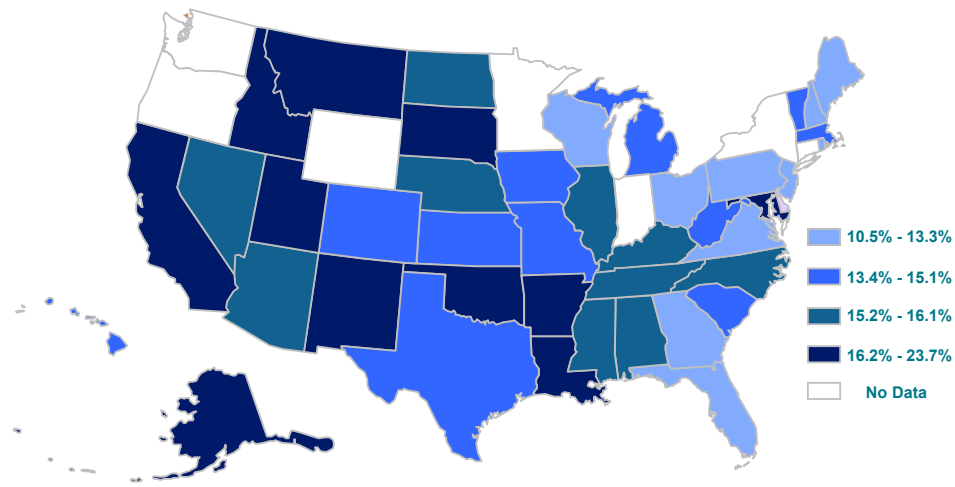 10.5% - 13.3%
13.4% - 15.1%
15.2% - 16.1%
16.2% - 23.7%
No Data